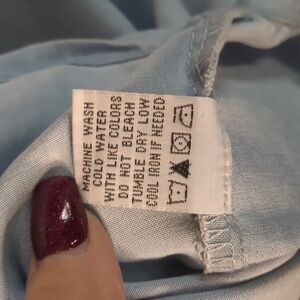 MACHINE WASH
COLD WATER
WITH LIKE COLORS
DO NOT BLEACH
TUMBLE DRY LOW
COOL IRON IF NEEDED